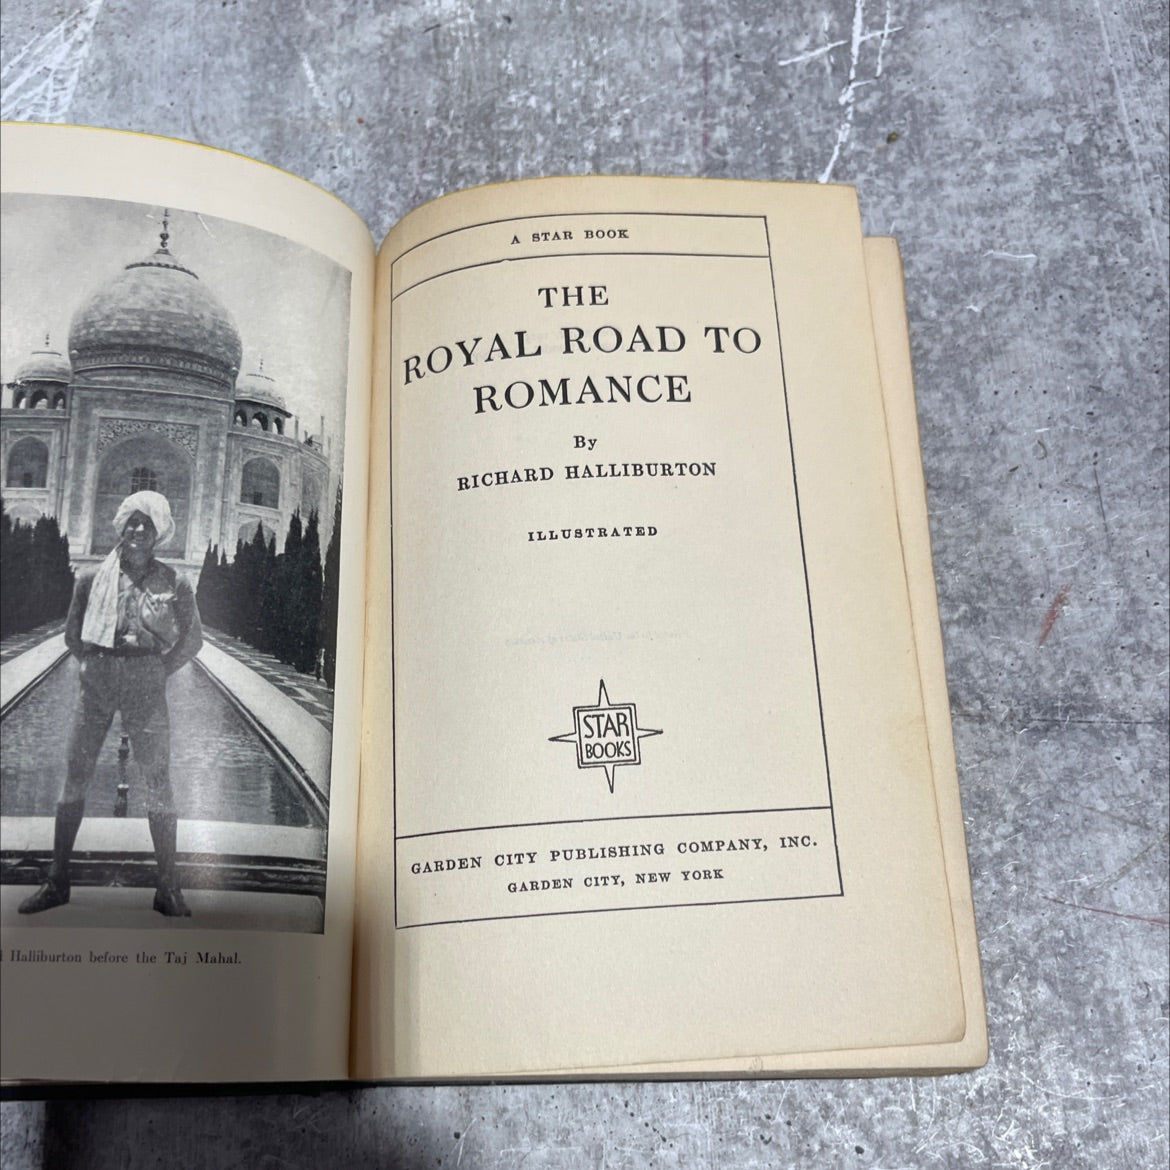 Halliburton before the Taj Mahal.
A STAR BOOK
THE
ROYAL ROAD TO
ROMANCE
By
RICHARD HALLIBURTON
ILLUSTRATED
STAR
BOOKS
GARDEN CITY PUBLISHING COMPANY, INC.
GARDEN CITY, NEW YORK